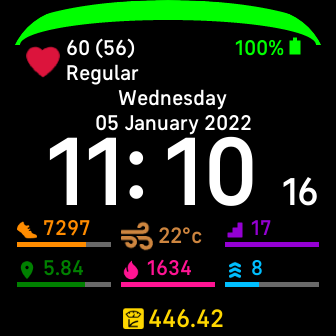 60 (56) 100%
Regular
Wednesday
05 January 2022
11:10 16
7297 22°c 17
5.84 1634 8
446.42